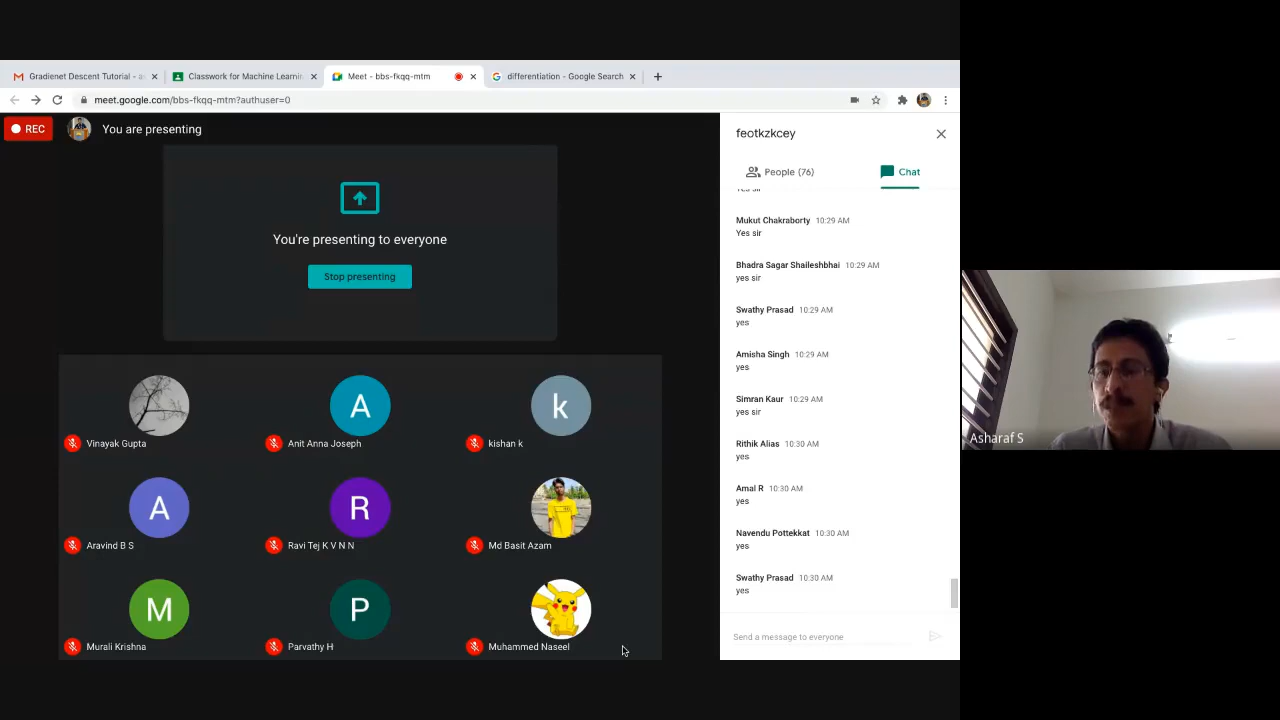 Gradienet Descent Tutorial - a
Classwork for Machine Learnin
Meet - bbs-fkqq-mtm
differentiation - Google Search
meet.google.com/bbs-fkqq-mtm?authuser=0
REC
You are presenting
You're presenting to everyone
Stop presenting
Vinayak Gupta
A
Anit Anna Joseph
k
kishan k
A
Aravind B S
R
Ravi Tej K V N N
Md Basit Azam
M
Murali Krishna
P
Parvathy H
Muhammed Naseel
feotkzkcey
People (76)
Chat
Yes sir
Mukut Chakraborty 10:29 AM
Yes sir
Bhadra Sagar Shaileshbhai 10:29 AM
yes sir
Swathy Prasad 10:29 AM
yes
Amisha Singh 10:29 AM
yes
Simran Kaur 10:29 AM
yes sir
Rithik Alias 10:30 AM
yes
Amal R 10:30 AM
yes
Navendu Pottekkat 10:30 AM
yes
Swathy Prasad 10:30 AM
yes
Send a message to everyone
Asharaf S